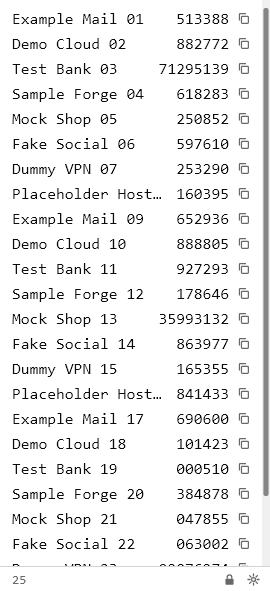 Example Mail 01 513388
Demo Cloud 02 882772
Test Bank 03 71295139
Sample Forge 04 618283
Mock Shop 05 250852
Fake Social 06 597610
Dummy VPN 07 253290
Placeholder Host… 160395
Example Mail 09 652936
Demo Cloud 10 888805
Test Bank 11 927293
Sample Forge 12 178646
Mock Shop 13 35993132
Fake Social 14 863977
Dummy VPN 15 165355
Placeholder Host… 841433
Example Mail 17 690600
Demo Cloud 18 101423
Test Bank 19 000510
Sample Forge 20 384878
Mock Shop 21 047855
Fake Social 22 063002
25